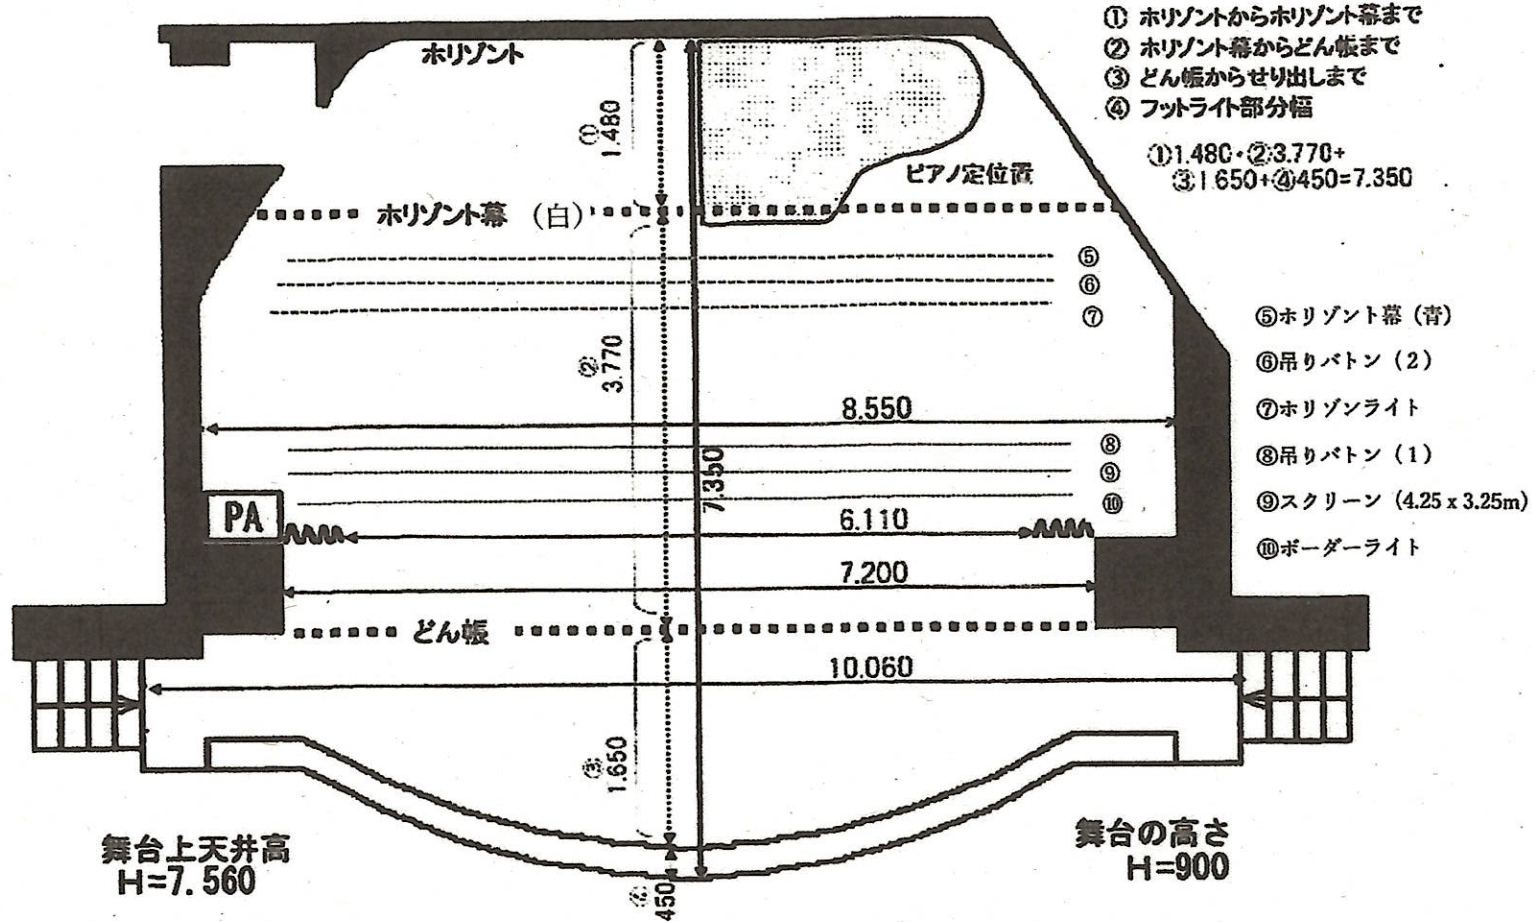 ホリゾント
① ホリゾントからホリゾント幕まで
② ホリゾント幕からどん帳まで
③ どん帳からせり出しまで
④ フットライト部分幅
①1.480・②3.770+
③1.650+④450=7.350
①
1.480
ピアノ定位置
ホリゾント幕 (白)
⑤
⑥
⑦
②
3.770
⑤ホリゾント幕 (青)
⑥吊りバトン (2)
⑦ホリゾンライト
⑧吊りバトン (1)
⑨スクリーン (4.25 x 3.25m)
⑩ボーダーライト
8.550
⑧
⑨
⑩
7.350
PA
6.110
7.200
どん帳
10.060
③
1.650
舞台上天井高
H=7.560
舞台の高さ
H=900
④
450